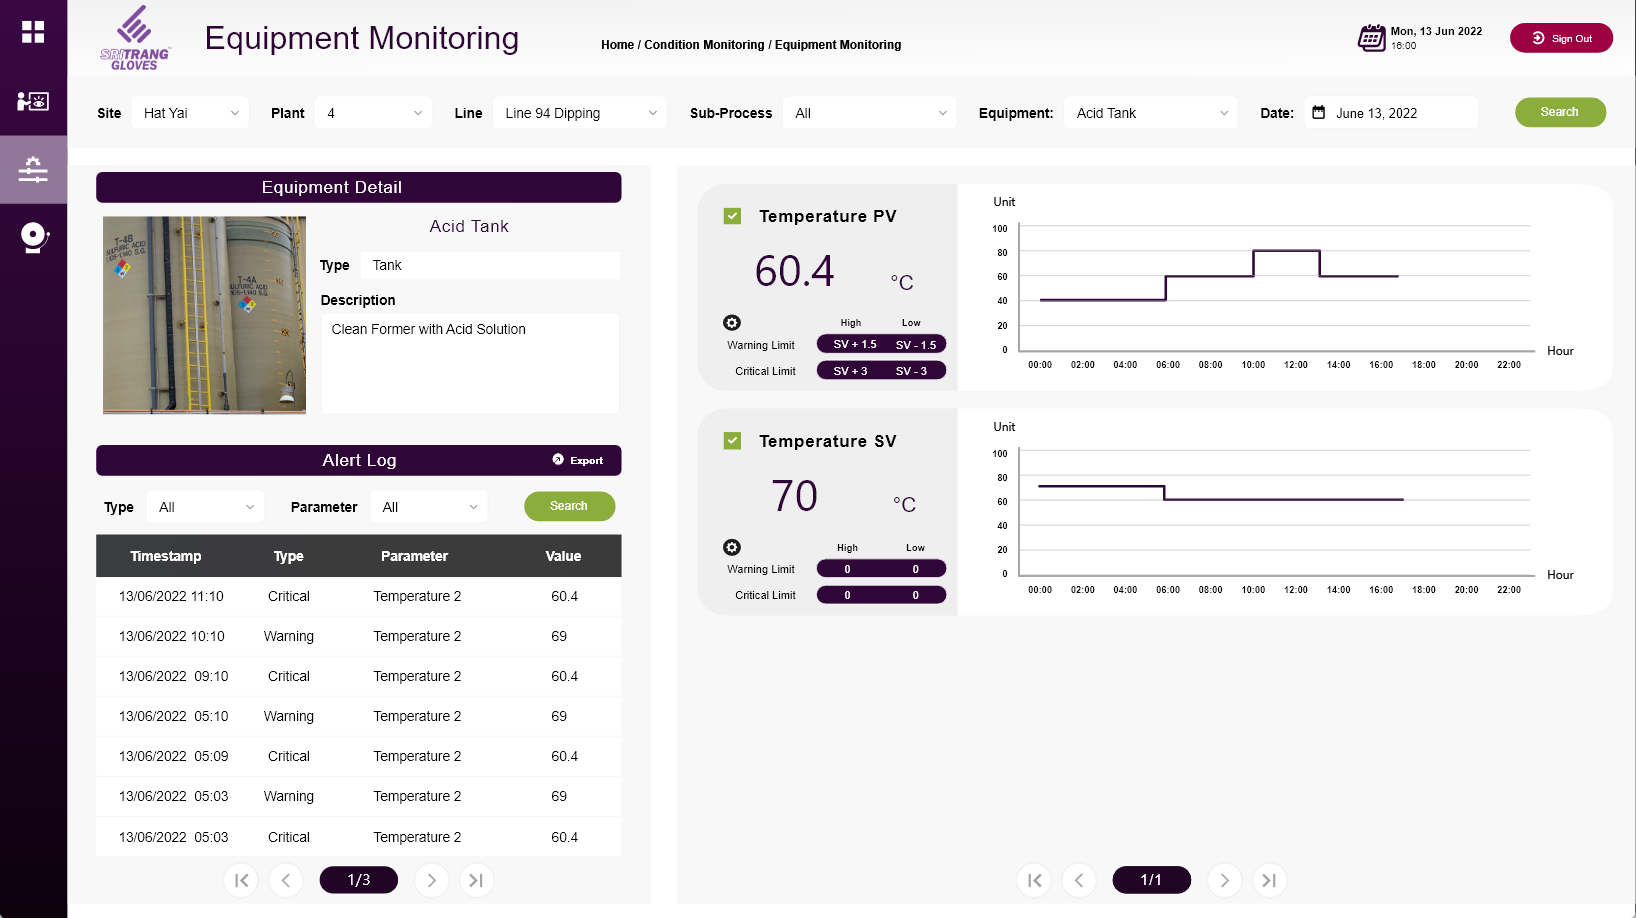 SRITRANG
GLOVES
Equipment Monitoring
Home / Condition Monitoring / Equipment Monitoring
Mon, 13 Jun 2022
16:00
Sign Out
Site Hat Yai Plant 4 Line Line 94 Dipping Sub-Process All Equipment: Acid Tank Date: June 13, 2022 Search
Equipment Detail
T-4B
SULFURIC ACID
T-4A
SULFURIC ACID
Acid Tank
Type Tank
Description
Clean Former with Acid Solution
Alert Log Export
Type All Parameter All Search
Timestamp Type Parameter Value
13/06/2022 11:10 Critical Temperature 2 60.4
13/06/2022 10:10 Warning Temperature 2 69
13/06/2022 09:10 Critical Temperature 2 60.4
13/06/2022 05:10 Warning Temperature 2 69
13/06/2022 05:09 Critical Temperature 2 60.4
13/06/2022 05:03 Warning Temperature 2 69
13/06/2022 05:03 Critical Temperature 2 60.4
1/3
Temperature PV
60.4 °C
High Low
Warning Limit SV + 1.5 SV - 1.5
Critical Limit SV + 3 SV - 3
Unit
100
80
60
40
20
0
00:00 02:00 04:00 06:00 08:00 10:00 12:00 14:00 16:00 18:00 20:00 22:00
Hour
Temperature SV
70 °C
High Low
Warning Limit 0 0
Critical Limit 0 0
Unit
100
80
60
40
20
0
00:00 02:00 04:00 06:00 08:00 10:00 12:00 14:00 16:00 18:00 20:00 22:00
Hour
1/1